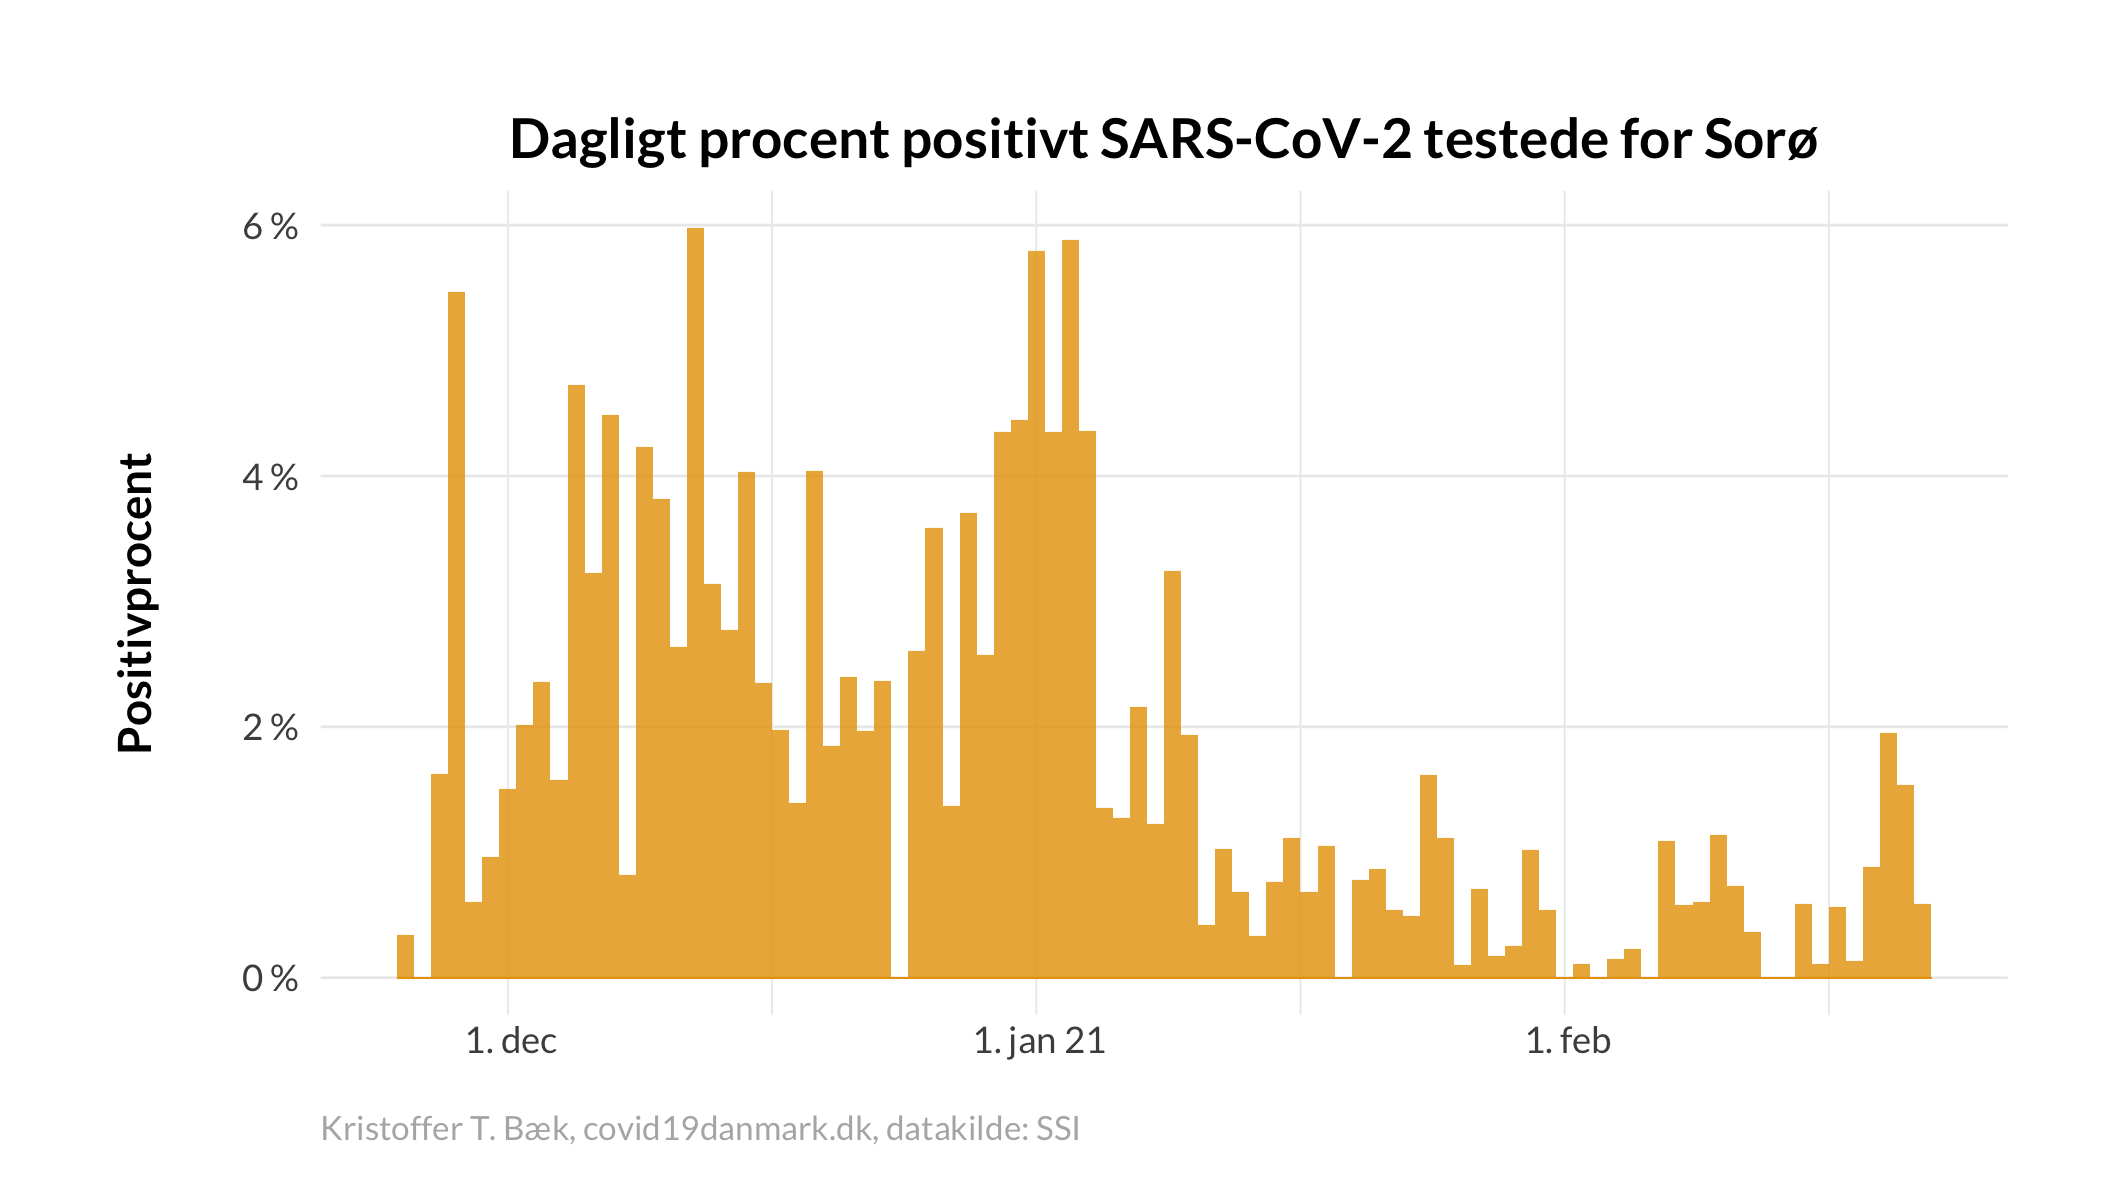 Dagligt procent positivt SARS-CoV-2 testede for Sorø
Positivprocent
6 %
4 %
2 %
0 %
1. dec
1. jan 21
1. feb
Kristoffer T. Bæk, covid19danmark.dk, datakilde: SSI